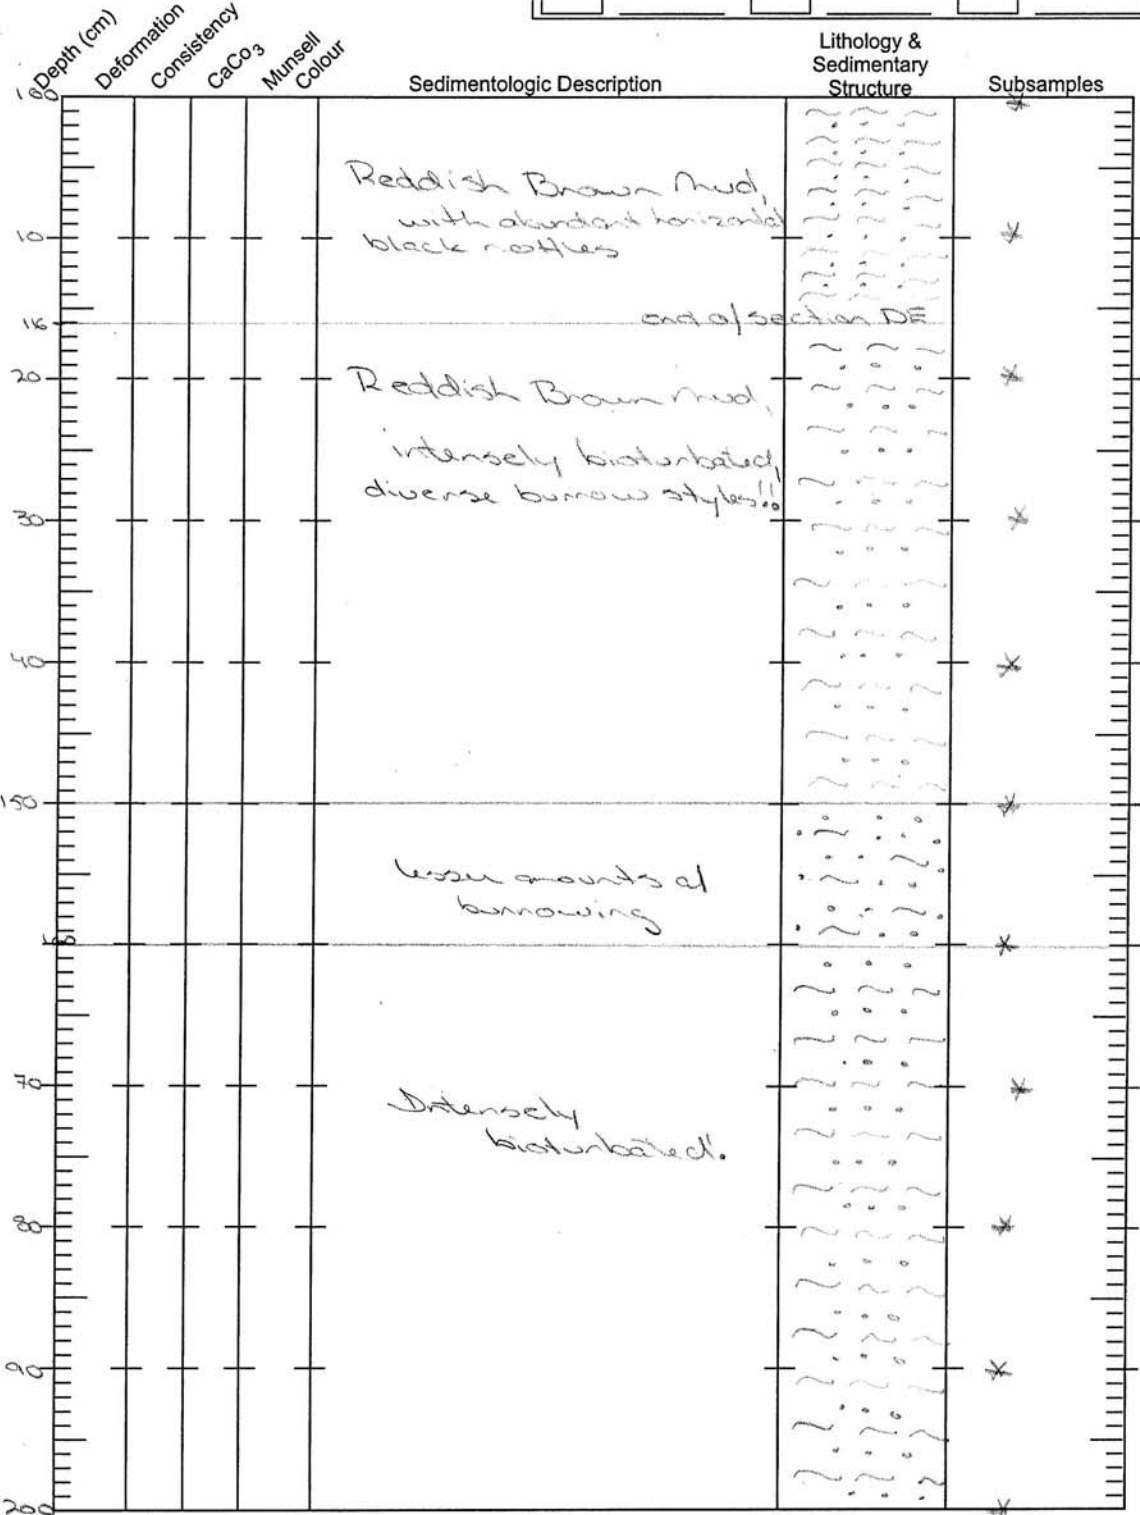 Depth (cm)
Deformation
Consistency
CaCo3
Munsell
Colour
Sedimentologic Description
Lithology &
Sedimentary
Structure
Subsamples
100
Reddish Brown Mud,
with abundant horizontal
10
black mottles
end of section DE
116
20
Reddish Brown Mud,
intensely bioturbated,
diverse burrow styles!!
30
40
150
lesser amounts of
burrowing
60
70
Intensely
bioturbated!
80
90
200